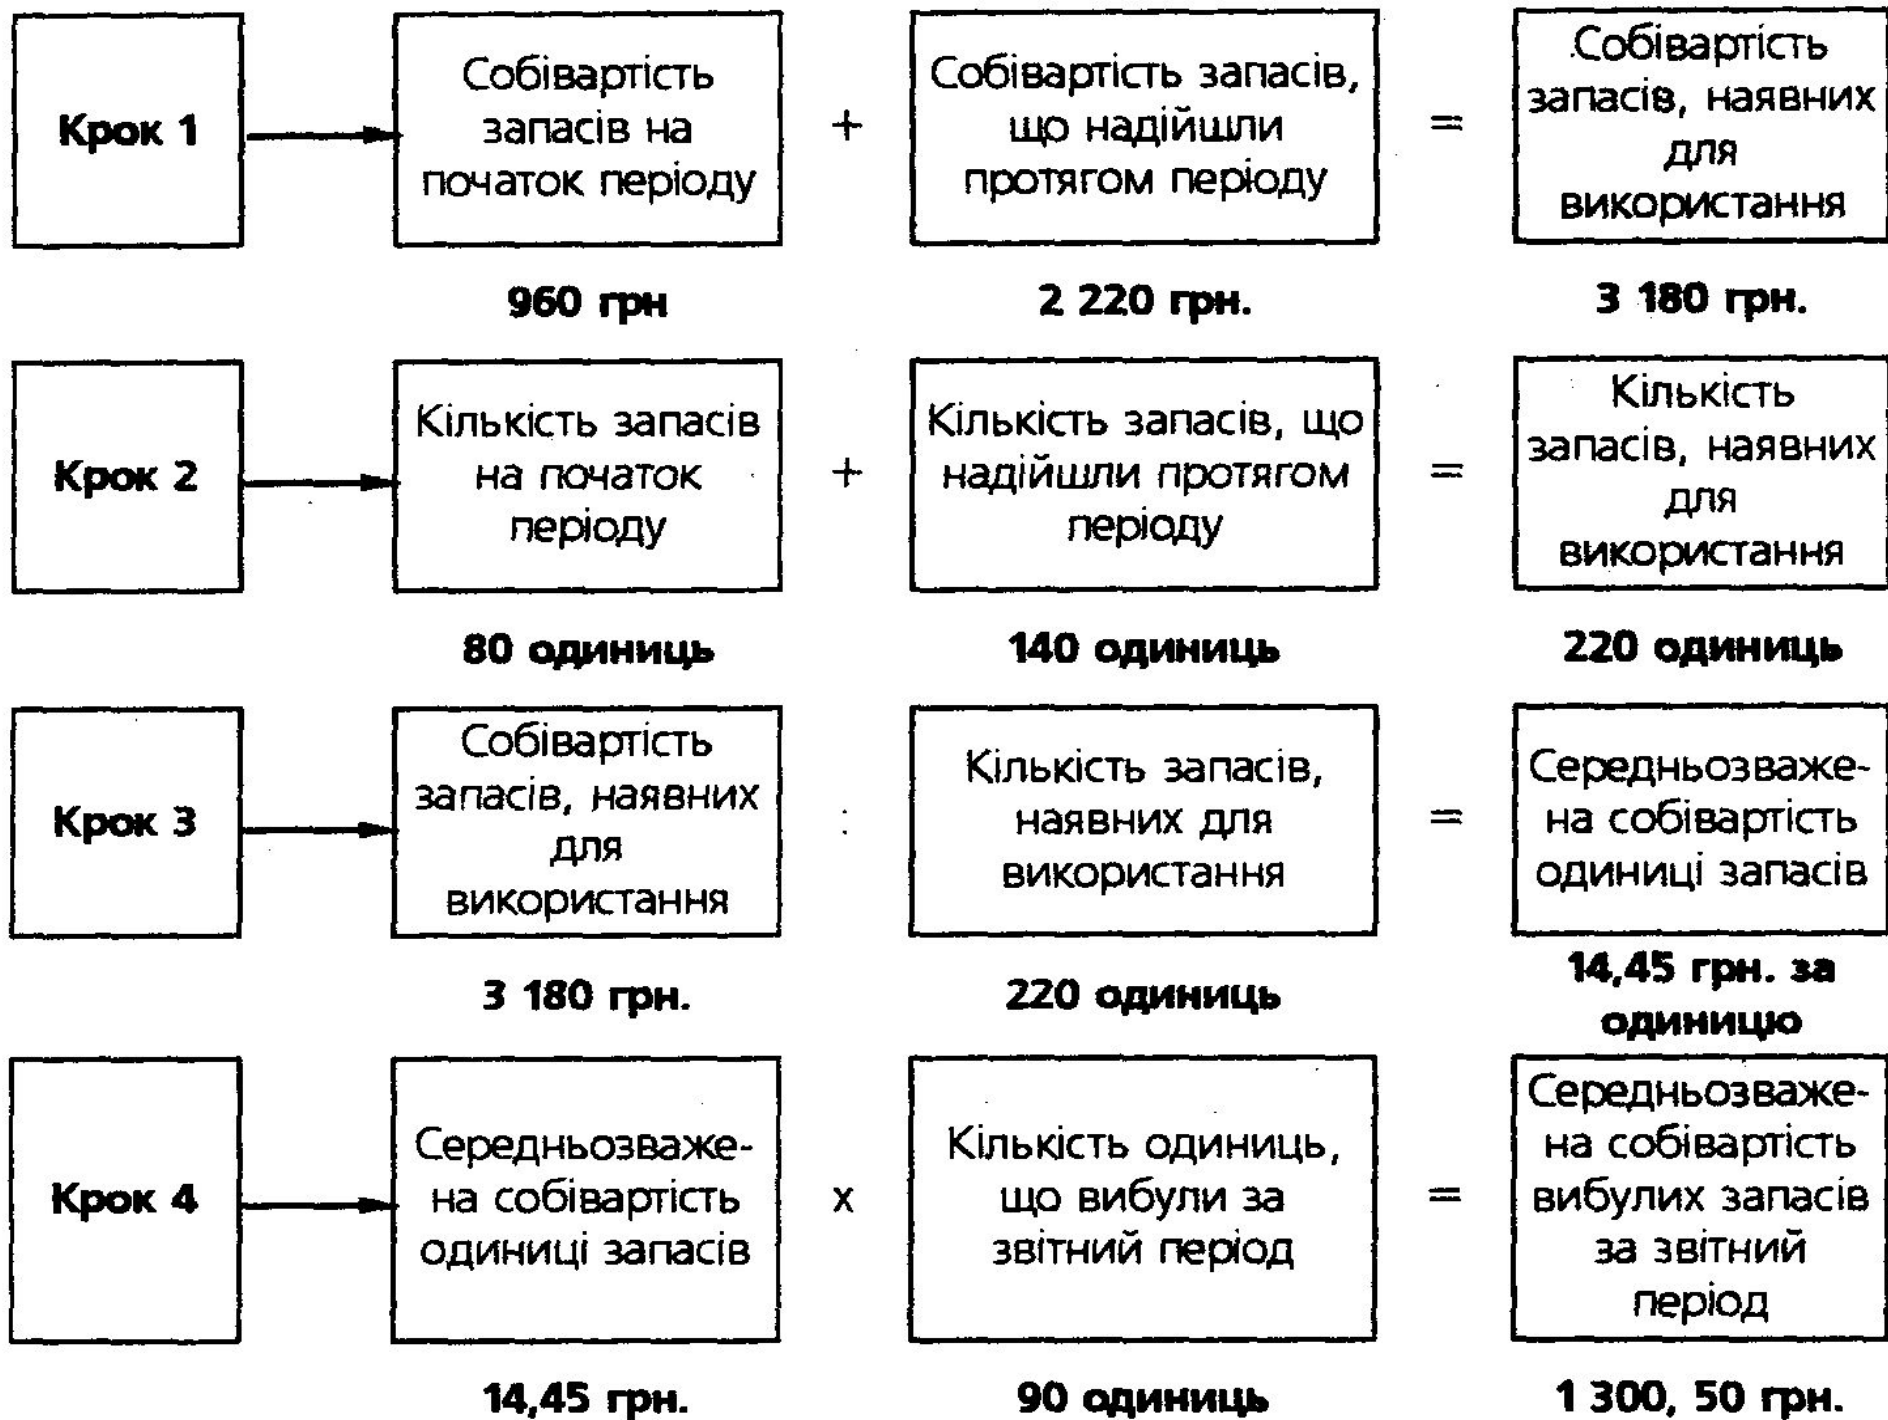 Крок 1
Собівартість
запасів на
початок періоду
+
Собівартість запасів,
що надійшли
протягом періоду
=
Собівартість
запасів, наявних
для
використання
960 грн
2 220 грн.
3 180 грн.
Крок 2
Кількість запасів
на початок
періоду
+
Кількість запасів, що
надійшли протягом
періоду
=
Кількість
запасів, наявних
для
використання
80 одиниць
140 одиниць
220 одиниць
Крок 3
Собівартість
запасів, наявних
для
використання
:
Кількість запасів,
наявних для
використання
=
Середньозваже-
на собівартість
одиниці запасів
3 180 грн.
220 одиниць
14,45 грн. за
одиницю
Крок 4
Середньозваже-
на собівартість
одиниці запасів
х
Кількість одиниць,
що вибули за
звітний період
=
Середньозваже-
на собівартість
вибулих запасів
за звітний
період
14,45 грн.
90 одиниць
1 300, 50 грн.